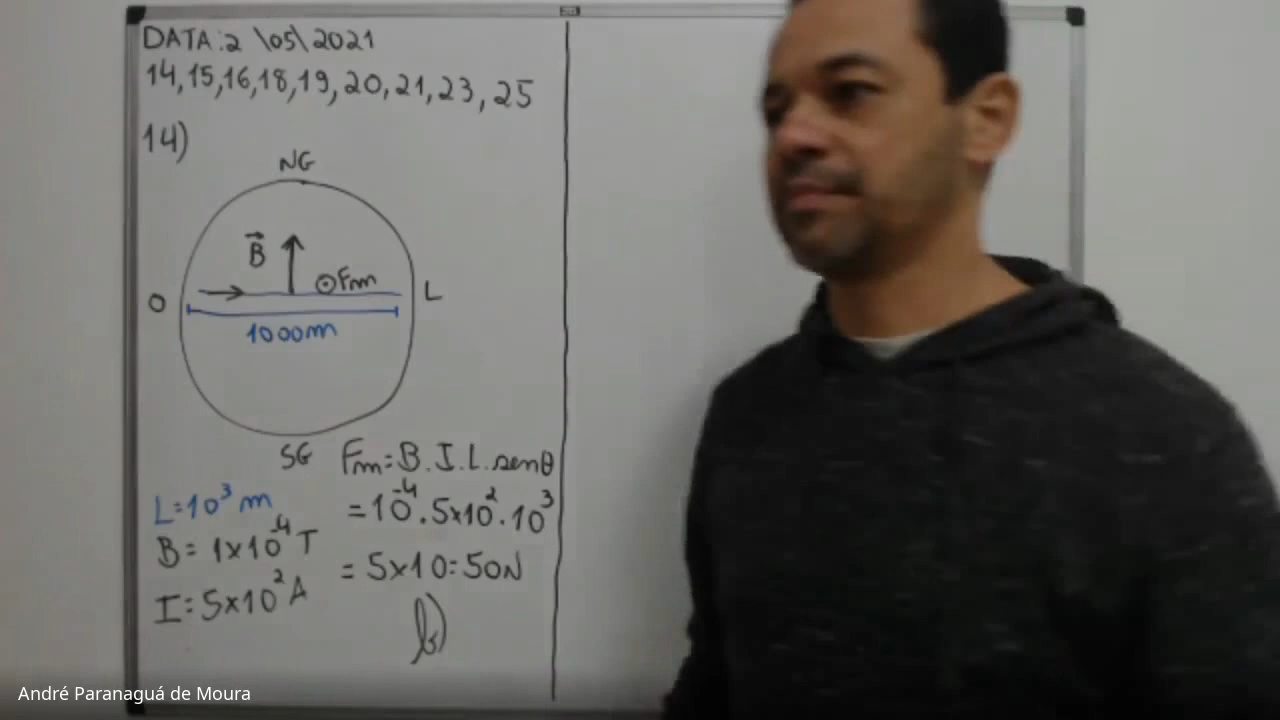 DATA: 2 \05\ 2021
14, 15, 16, 18, 19, 20, 21, 23, 25
14)
NG
B
Fm
O
L
1000m
SG
Fm = B . I . L . senθ
= 10⁻⁴ . 5x10² . 10³
= 5x10 = 50N
b)
L = 10³ m
B = 1x10⁻⁴ T
I = 5x10² A
André Paranaguá de Moura